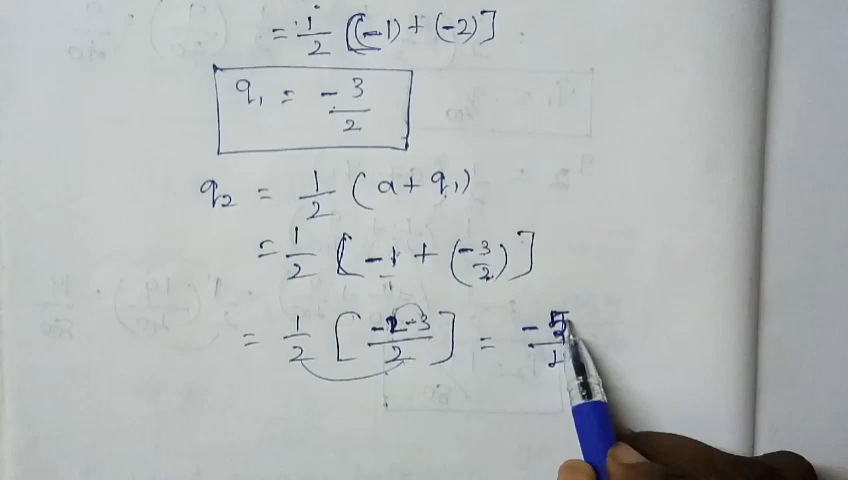 = 1/2 [(-1) + (-2)]
q₁ = -3/2
q₂ = 1/2 (a + q₁)
= 1/2 [-1/1 + (-3/2)]
= 1/2 [(-2-3)/2] = -5/4